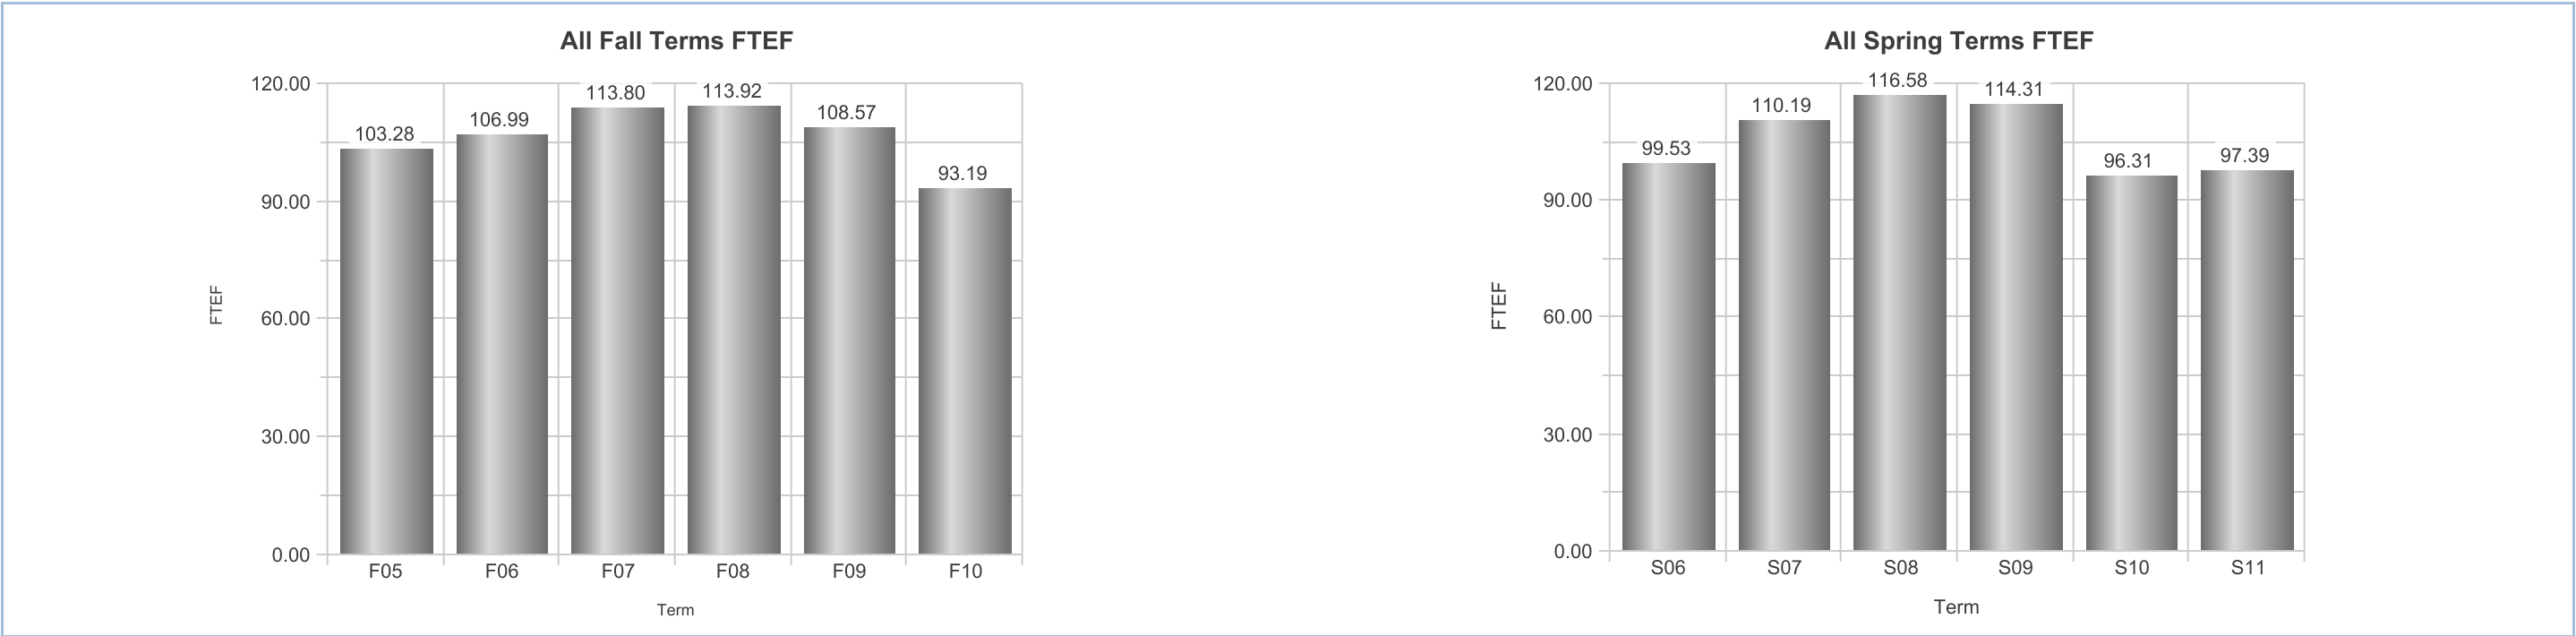 All Fall Terms FTEF
120.00
90.00
60.00
30.00
0.00
FTEF
103.28
106.99
113.80
113.92
108.57
93.19
F05
F06
F07
F08
F09
F10
Term
All Spring Terms FTEF
120.00
90.00
60.00
30.00
0.00
FTEF
99.53
110.19
116.58
114.31
96.31
97.39
S06
S07
S08
S09
S10
S11
Term